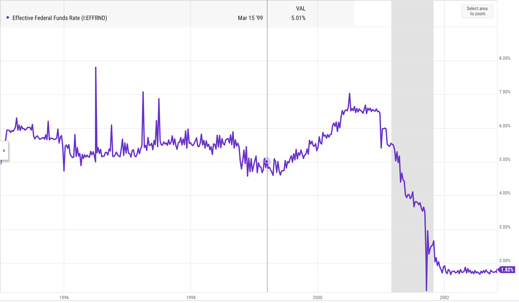 VAL
Effective Federal Funds Rate (I:EFFRND) Mar 15 '99 5.01%
Select area
to zoom
8.00%
7.00%
6.00%
5.00%
4.00%
3.00%
2.00%
1.82%
1996 1998 2000 2002